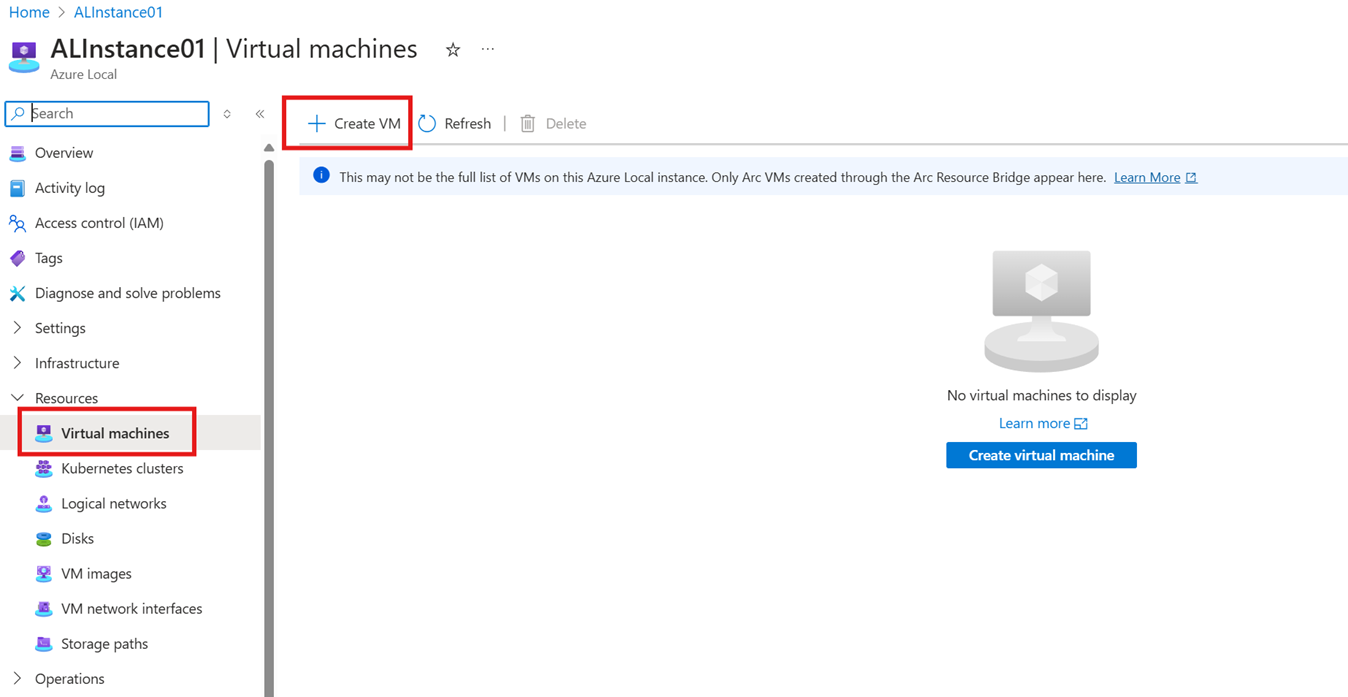 Home > ALInstance01
ALInstance01 | Virtual machines ☆ ...
Azure Local
Search
Overview
Activity log
Access control (IAM)
Tags
Diagnose and solve problems
Settings
Infrastructure
Resources
Virtual machines
Kubernetes clusters
Logical networks
Disks
VM images
VM network interfaces
Storage paths
Operations
+ Create VM Refresh | Delete
This may not be the full list of VMs on this Azure Local instance. Only Arc VMs created through the Arc Resource Bridge appear here. Learn More
No virtual machines to display
Learn more
Create virtual machine